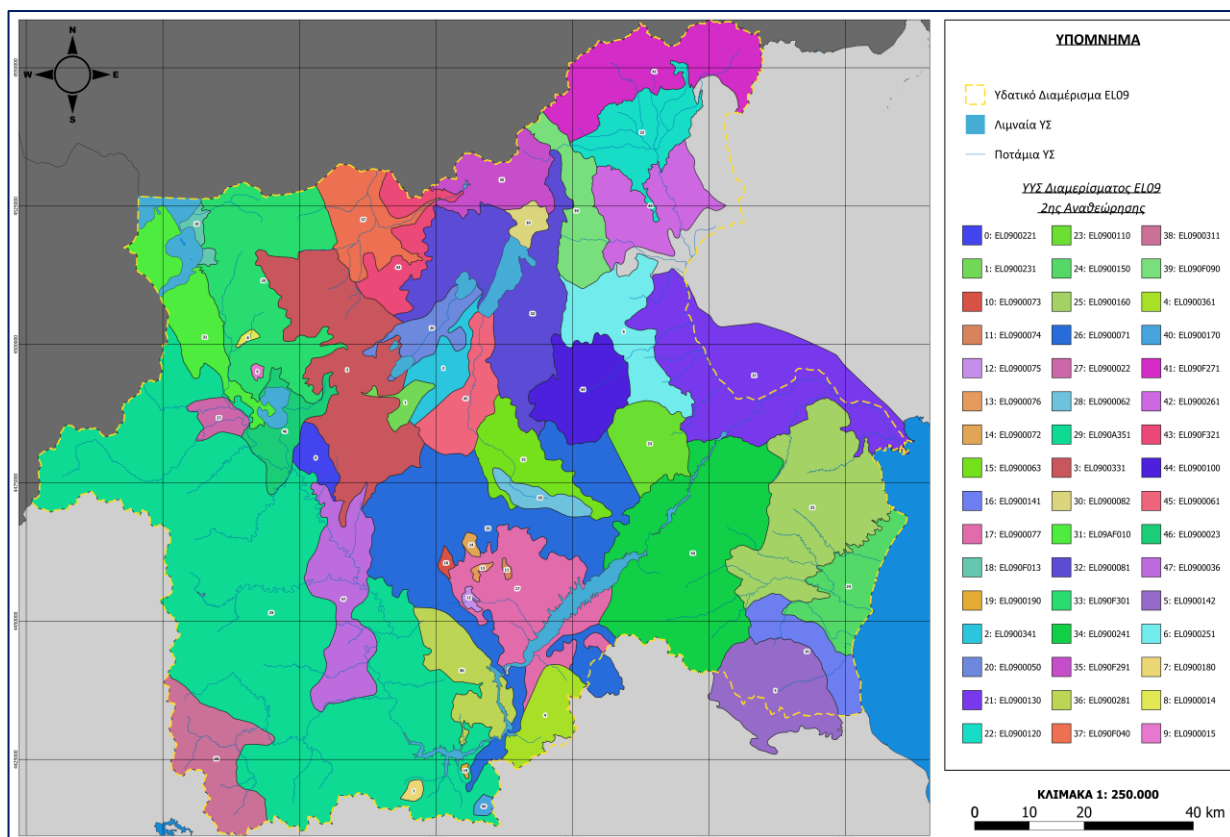 N
W E
S
ΥΠΟΜΝΗΜΑ
Υδατικό Διαμέρισμα EL09
Λιμναία ΥΣ
Ποτάμια ΥΣ
ΥΥΣ Διαμερίσματος EL09
2ης Αναθεώρησης
0: EL0900221
1: EL0900231
10: EL0900073
11: EL0900074
12: EL0900075
13: EL0900076
14: EL0900072
15: EL0900063
16: EL0900141
17: EL0900077
18: EL090F013
19: EL0900190
2: EL0900341
20: EL0900050
21: EL0900130
22: EL0900120
23: EL0900110
24: EL0900150
25: EL0900160
26: EL0900071
27: EL0900022
28: EL0900062
29: EL090A351
3: EL0900331
30: EL0900082
31: EL09AF010
32: EL0900081
33: EL090F301
34: EL0900241
35: EL090F291
36: EL0900281
37: EL090F040
38: EL0900311
39: EL090F090
4: EL0900361
40: EL0900170
41: EL090F271
42: EL0900261
43: EL090F321
44: EL0900100
45: EL0900061
46: EL0900023
47: EL0900036
5: EL0900142
6: EL0900251
7: EL0900180
8: EL0900014
9: EL0900015
ΚΛΙΜΑΚΑ 1: 250.000
0 10 20 40 km